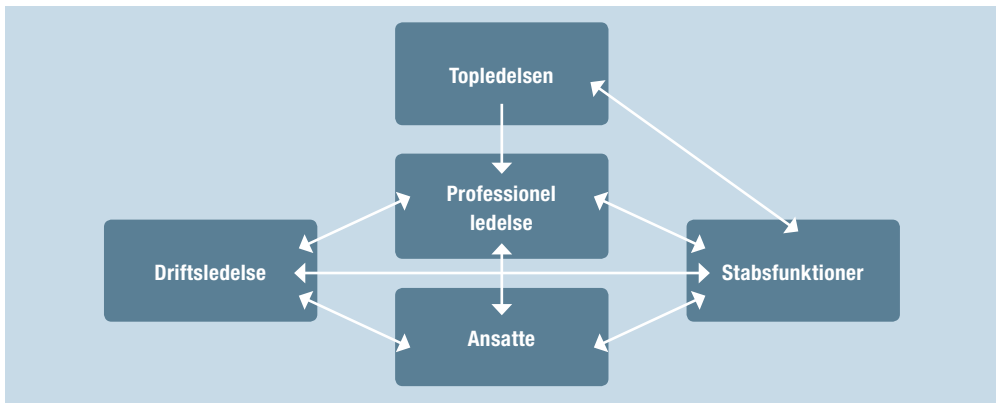 Topledelsen
Professionel
ledelse
Driftsledelse
Stabsfunktioner
Ansatte